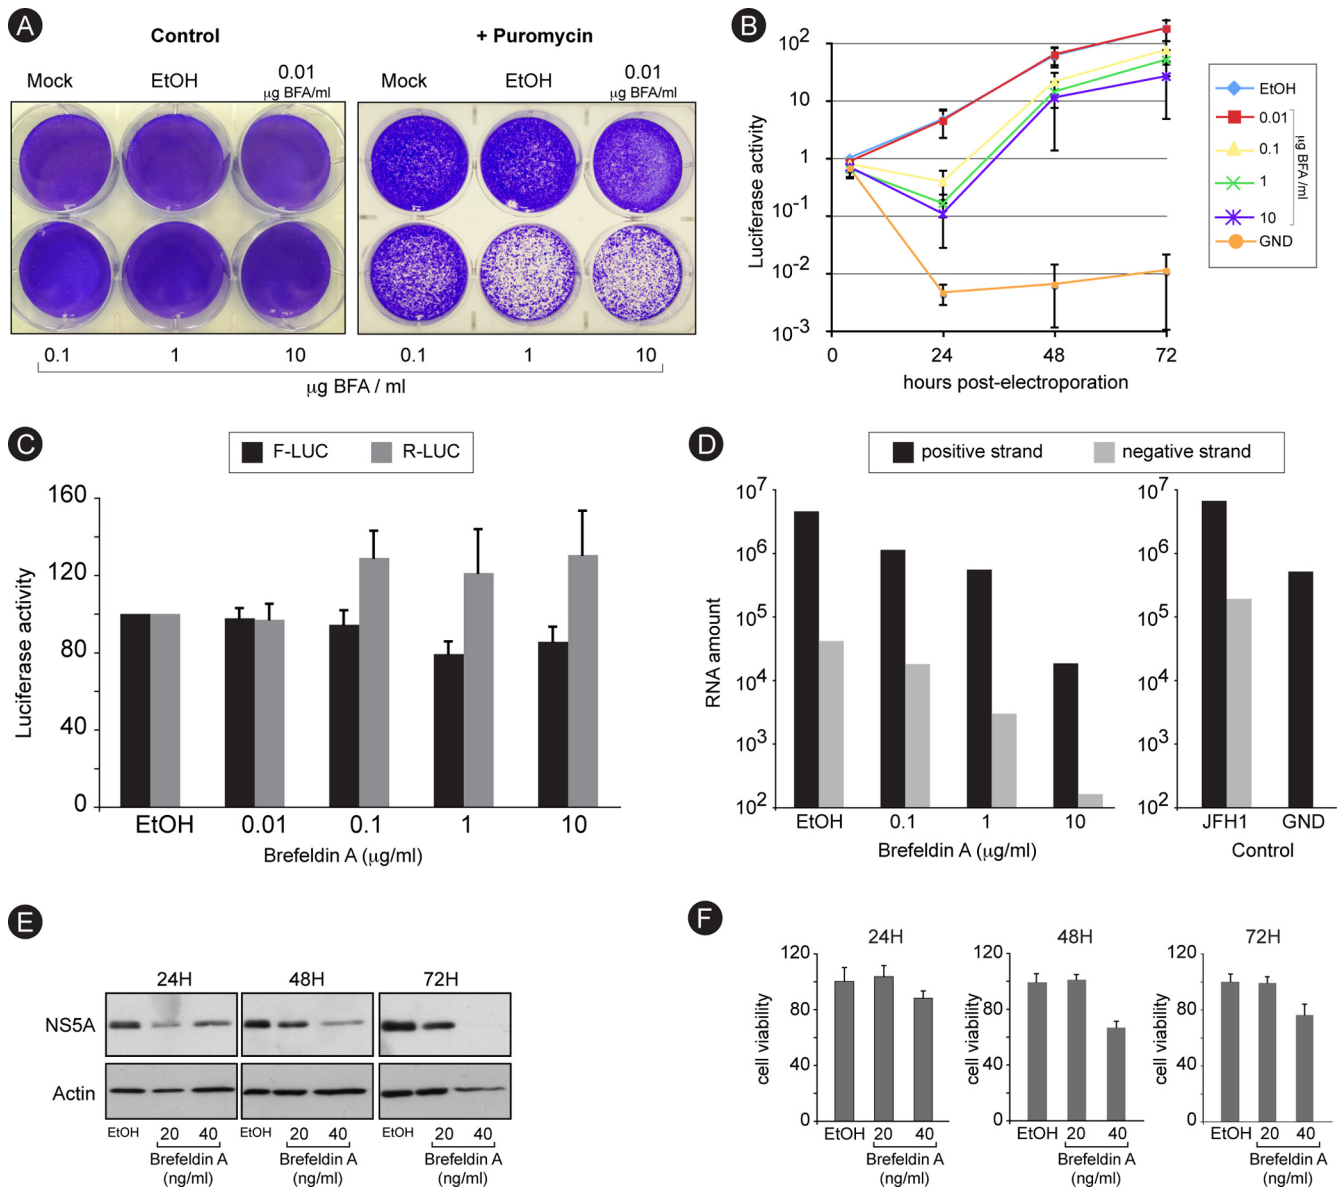 A
Control
+ Puromycin
Mock
EtOH
0.01
µg BFA/ml
Mock
EtOH
0.01
µg BFA/ml
0.1
1
10
0.1
1
10
µg BFA / ml
B
Luciferase activity
10²
10
1
10-1
10-2
10-3
0
24
48
72
hours post-electroporation
EtOH
0.01
0.1
1
10
GND
µg BFA /ml
C
F-LUC
R-LUC
Luciferase activity
160
120
80
40
0
EtOH
0.01
0.1
1
10
Brefeldin A (µg/ml)
D
positive strand
negative strand
RNA amount
10⁷
10⁶
10⁵
10⁴
10³
10²
EtOH
0.1
1
10
Brefeldin A (µg/ml)
10⁷
10⁶
10⁵
10⁴
10³
10²
JFH1
GND
Control
E
24H
48H
72H
NS5A
Actin
EtOH
20
40
EtOH
20
40
EtOH
20
40
Brefeldin A
(ng/ml)
Brefeldin A
(ng/ml)
Brefeldin A
(ng/ml)
F
24H
cell viability
120
80
40
0
EtOH
20
40
Brefeldin A
(ng/ml)
48H
cell viability
120
80
40
0
EtOH
20
40
Brefeldin A
(ng/ml)
72H
cell viability
120
80
40
0
EtOH
20
40
Brefeldin A
(ng/ml)